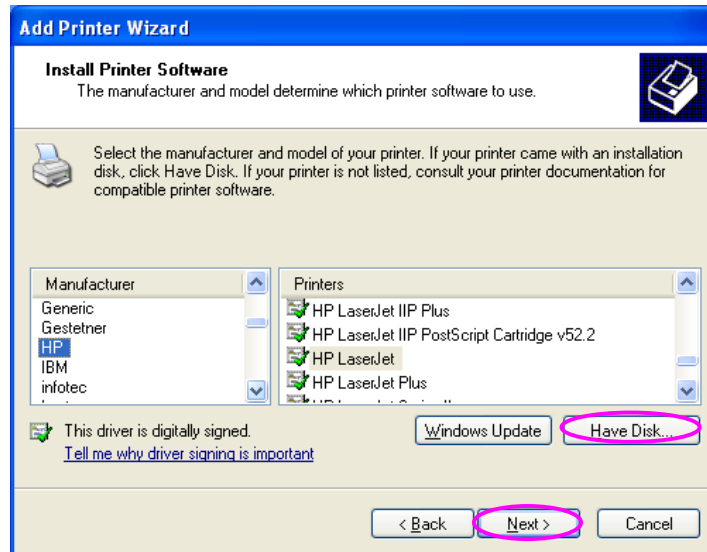 Add Printer Wizard
Install Printer Software
The manufacturer and model determine which printer software to use.
Select the manufacturer and model of your printer. If your printer came with an installation
disk, click Have Disk. If your printer is not listed, consult your printer documentation for
compatible printer software.
Manufacturer
Generic
Gestetner
HP
IBM
infotec
Printers
HP LaserJet IIP Plus
HP LaserJet IIP PostScript Cartridge v52.2
HP LaserJet
HP LaserJet Plus
This driver is digitally signed.
Tell me why driver signing is important
Windows Update
Have Disk...
< Back
Next >
Cancel